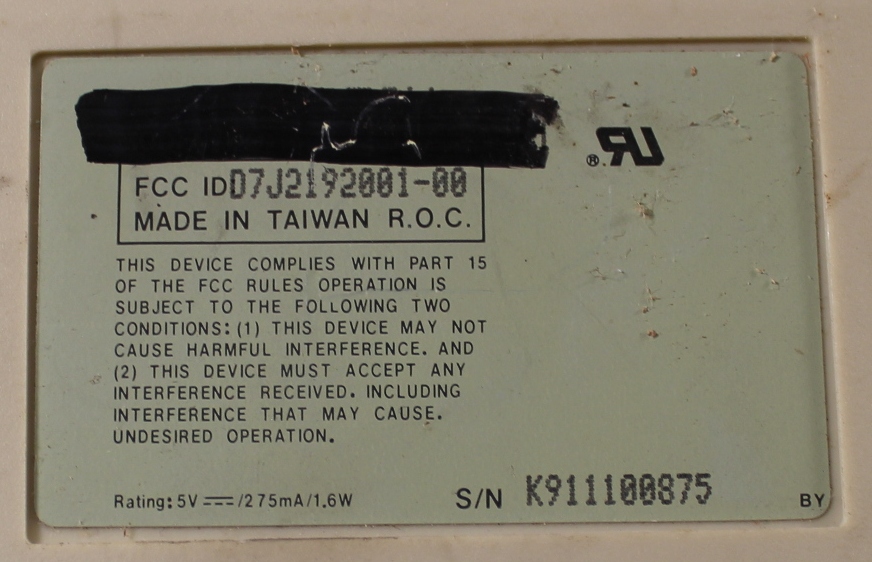 FCC ID D7J2192001-00
MADE IN TAIWAN R.O.C.
THIS DEVICE COMPLIES WITH PART 15
OF THE FCC RULES OPERATION IS
SUBJECT TO THE FOLLOWING TWO
CONDITIONS: (1) THIS DEVICE MAY NOT
CAUSE HARMFUL INTERFERENCE. AND
(2) THIS DEVICE MUST ACCEPT ANY
INTERFERENCE RECEIVED. INCLUDING
INTERFERENCE THAT MAY CAUSE.
UNDESIRED OPERATION.
Rating: 5V ⎓/275mA/1.6W
S/N K911100875
BY